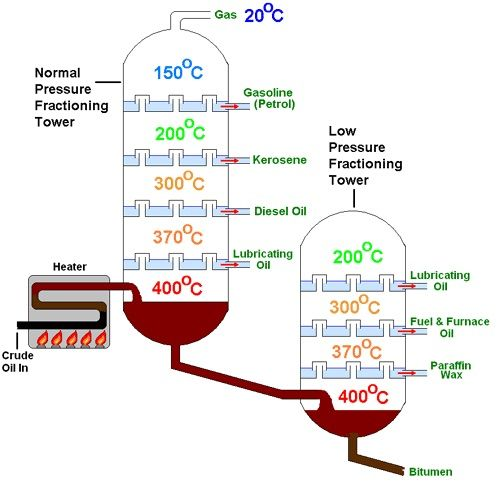 Gas 20°C
Normal
Pressure
Fractioning
Tower
150°C
Gasoline
(Petrol)
200°C
Kerosene
300°C
Diesel Oil
370°C
Lubricating
Oil
400°C
Heater
Crude
Oil In
Low
Pressure
Fractioning
Tower
200°C
Lubricating
Oil
300°C
Fuel & Furnace
Oil
370°C
Paraffin
Wax
400°C
Bitumen